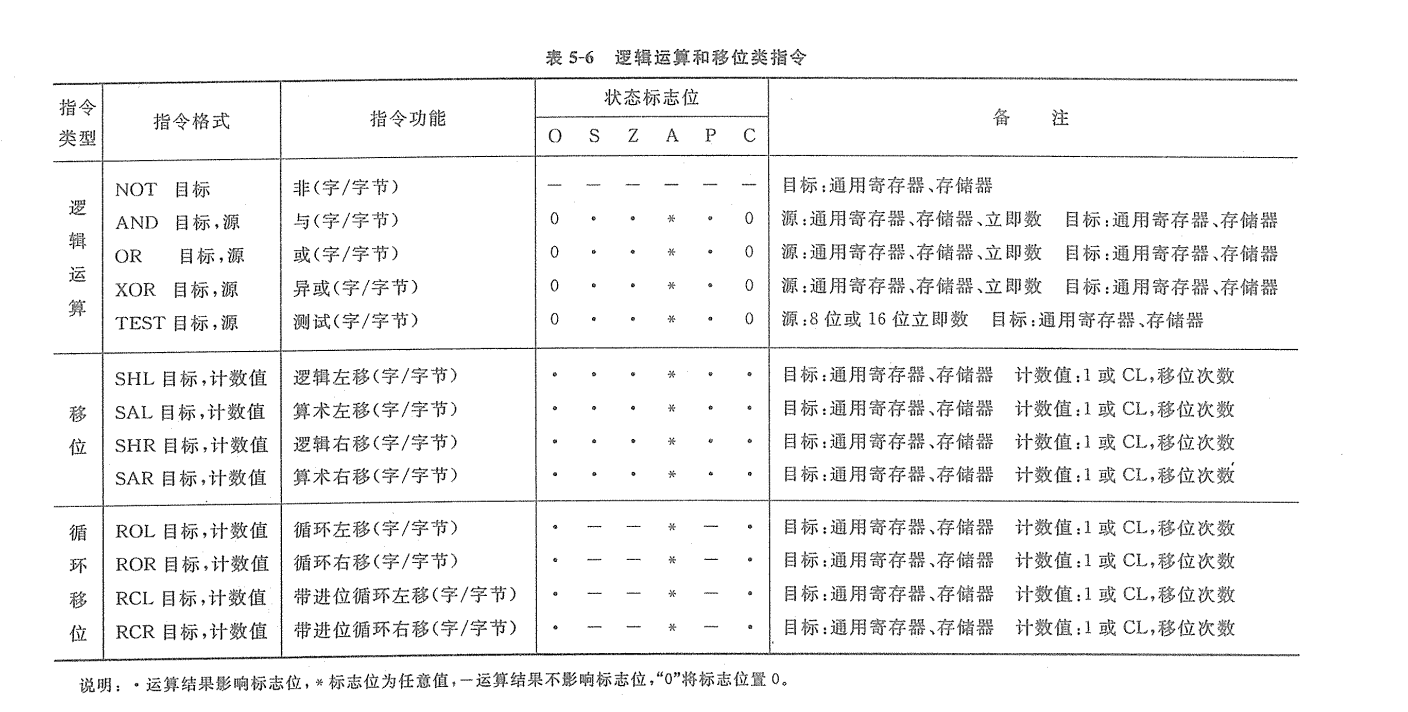 表 5-6 逻辑运算和移位类指令
指令类型 指令格式 指令功能 状态标志位 备 注
O S Z A P C
逻辑运算
NOT 目标 非(字/字节) — — — — — — 目标:通用寄存器、存储器
AND 目标,源 与(字/字节) 0 · · * · 0 源:通用寄存器、存储器、立即数 目标:通用寄存器、存储器
OR 目标,源 或(字/字节) 0 · · * · 0 源:通用寄存器、存储器、立即数 目标:通用寄存器、存储器
XOR 目标,源 异或(字/字节) 0 · · * · 0 源:通用寄存器、存储器、立即数 目标:通用寄存器、存储器
TEST 目标,源 测试(字/字节) 0 · · * · 0 源:8 位或 16 位立即数 目标:通用寄存器、存储器
移位
SHL 目标,计数值 逻辑左移(字/字节) · · · * · · 目标:通用寄存器、存储器 计数值:1 或 CL,移位次数
SAL 目标,计数值 算术左移(字/字节) · · · * · · 目标:通用寄存器、存储器 计数值:1 或 CL,移位次数
SHR 目标,计数值 逻辑右移(字/字节) · · · * · · 目标:通用寄存器、存储器 计数值:1 或 CL,移位次数
SAR 目标,计数值 算术右移(字/字节) · · · * · · 目标:通用寄存器、存储器 计数值:1 或 CL,移位次数
循环移位
ROL 目标,计数值 循环左移(字/字节) · — — * — · 目标:通用寄存器、存储器 计数值:1 或 CL,移位次数
ROR 目标,计数值 循环右移(字/字节) · — — * — · 目标:通用寄存器、存储器 计数值:1 或 CL,移位次数
RCL 目标,计数值 带进位循环左移(字/字节) · — — * — · 目标:通用寄存器、存储器 计数值:1 或 CL,移位次数
RCR 目标,计数值 带进位循环右移(字/字节) · — — * — · 目标:通用寄存器、存储器 计数值:1 或 CL,移位次数
说明: · 运算结果影响标志位, * 标志位为任意值, — 运算结果不影响标志位,“0”将标志位置 0。